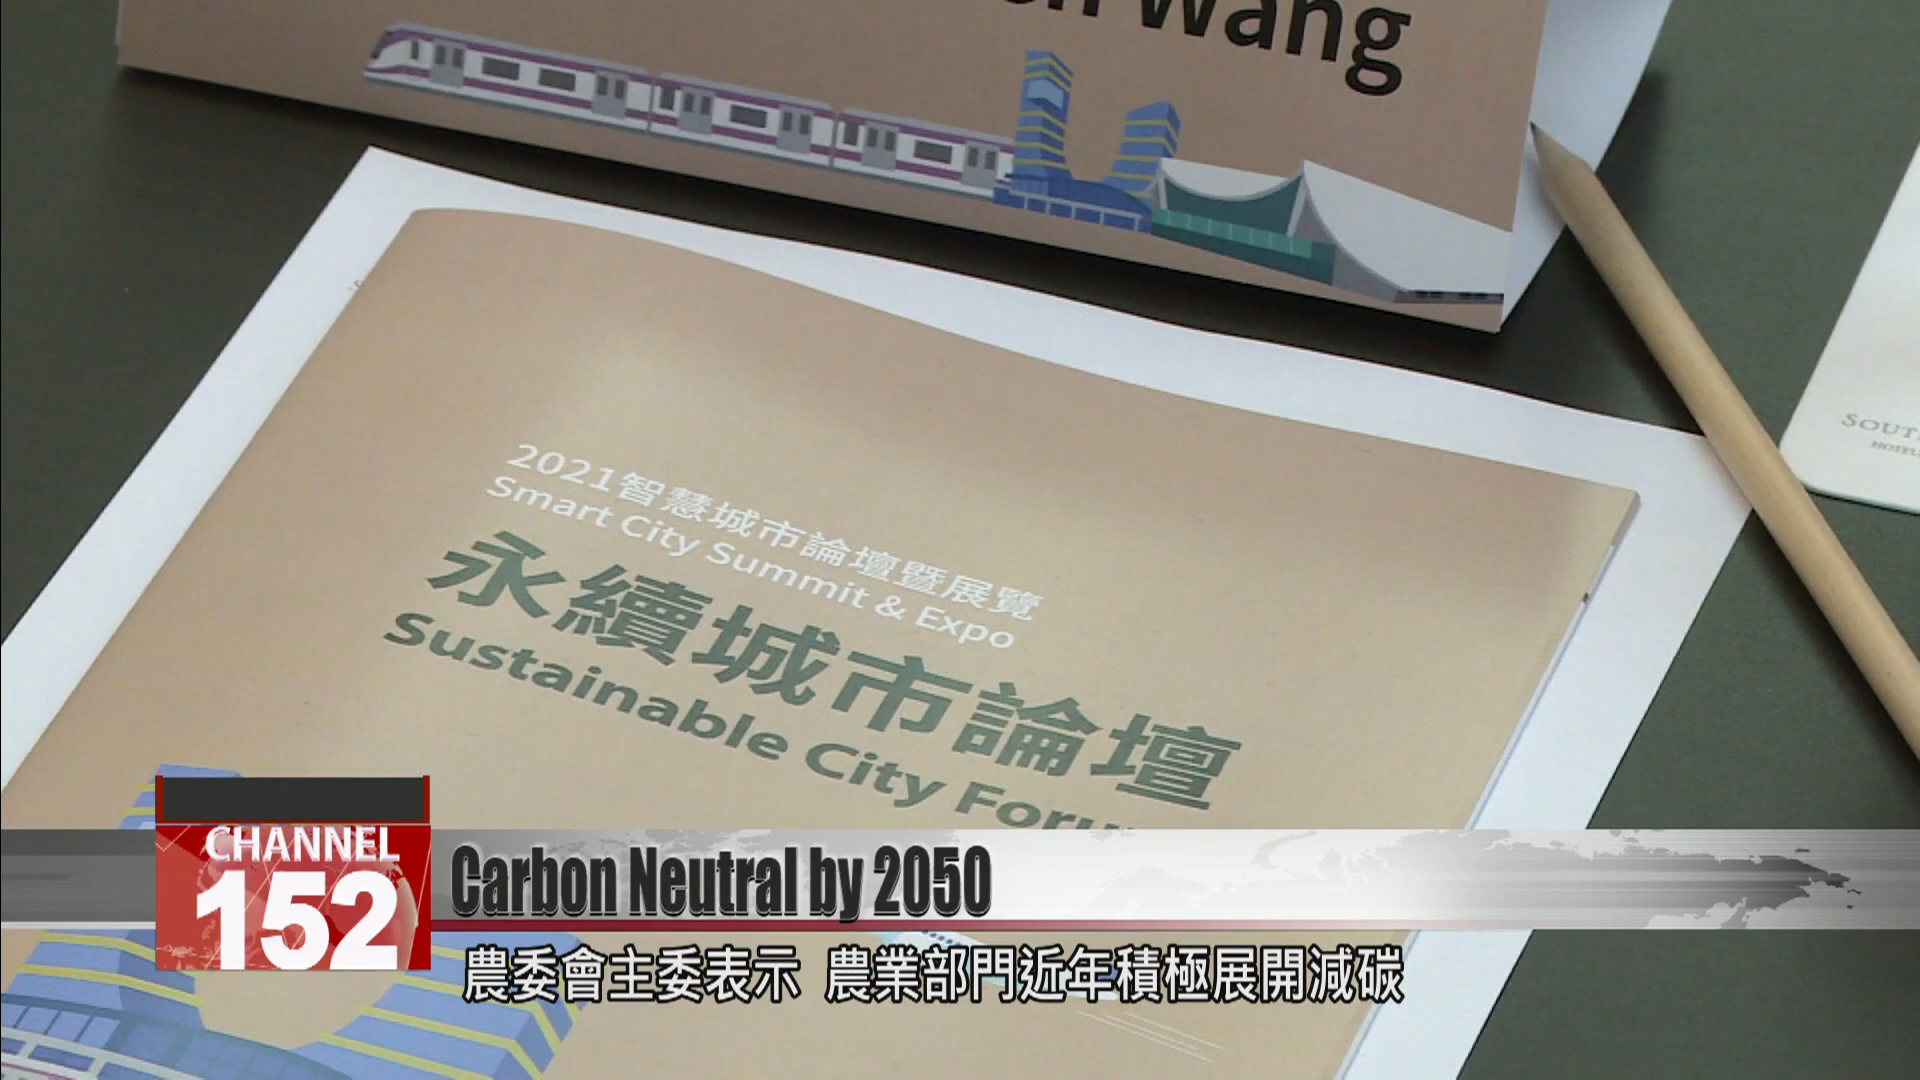 Wang
2021智慧城市論壇暨展覽
Smart City Summit & Expo
永續城市論壇
Sustainable City
CHANNEL
152
Carbon Neutral by 2050
農委會主委表示 農業部門近年積極展開減碳